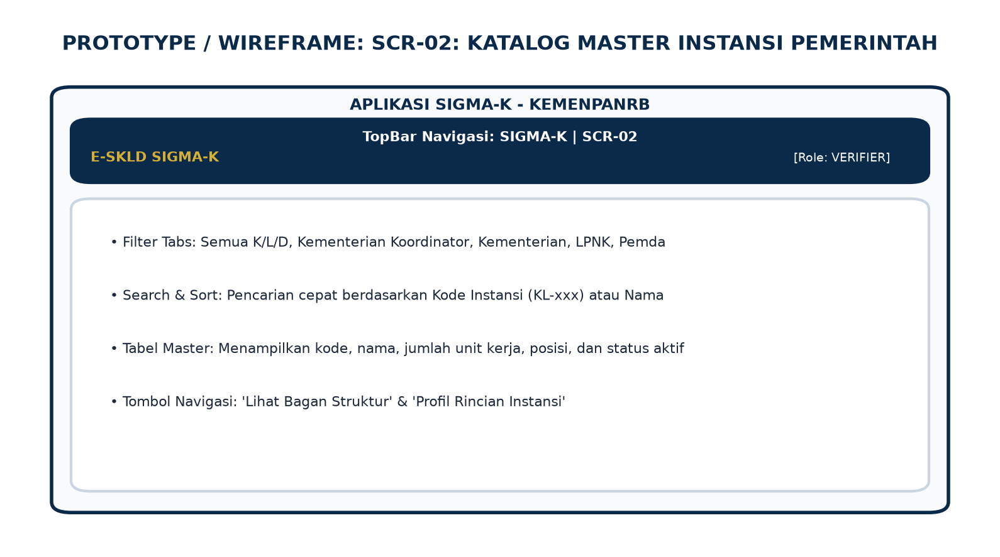 PROTOTYPE / WIREFRAME: SCR-02: KATALOG MASTER INSTANSI PEMERINTAH
APLIKASI SIGMA-K - KEMENPANRB
TopBar Navigasi: SIGMA-K | SCR-02
E-SKLD SIGMA-K
[Role: VERIFIER]
• Filter Tabs: Semua K/L/D, Kementerian Koordinator, Kementerian, LPNK, Pemda
• Search & Sort: Pencarian cepat berdasarkan Kode Instansi (KL-xxx) atau Nama
• Tabel Master: Menampilkan kode, nama, jumlah unit kerja, posisi, dan status aktif
• Tombol Navigasi: 'Lihat Bagan Struktur' & 'Profil Rincian Instansi'